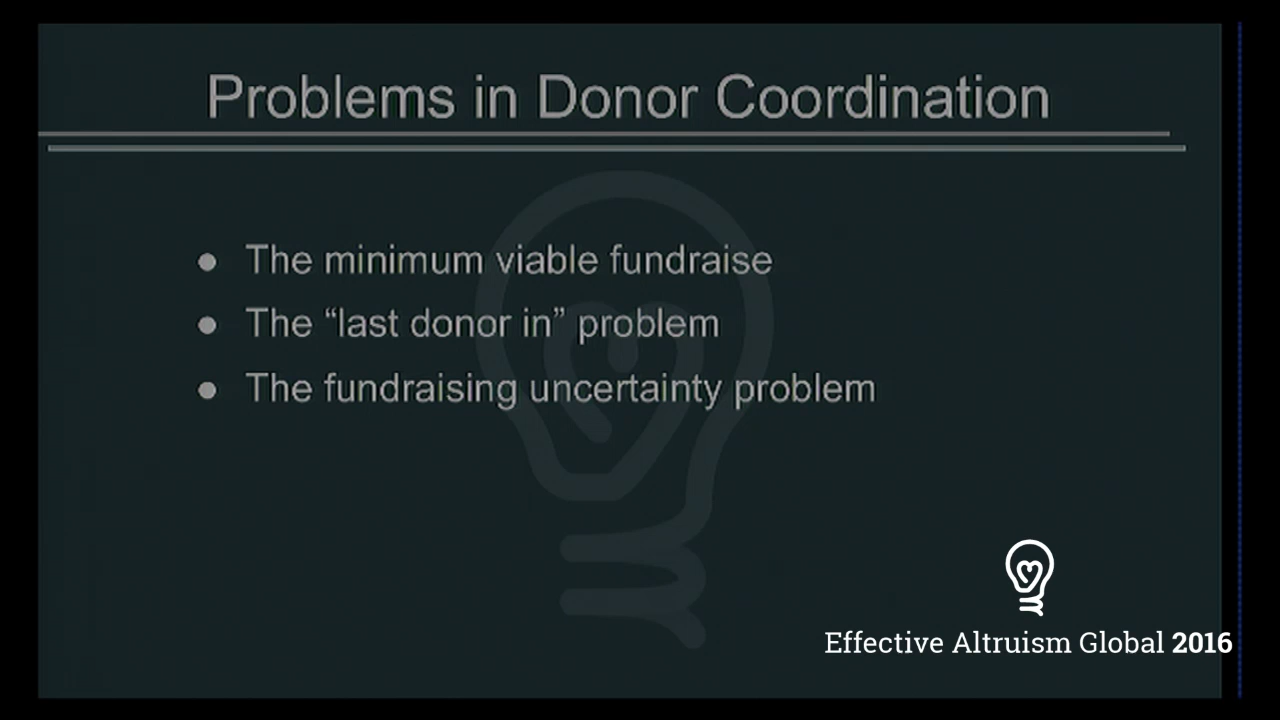 Problems in Donor Coordination
● The minimum viable fundraise
● The “last donor in” problem
● The fundraising uncertainty problem
Effective Altruism Global 2016